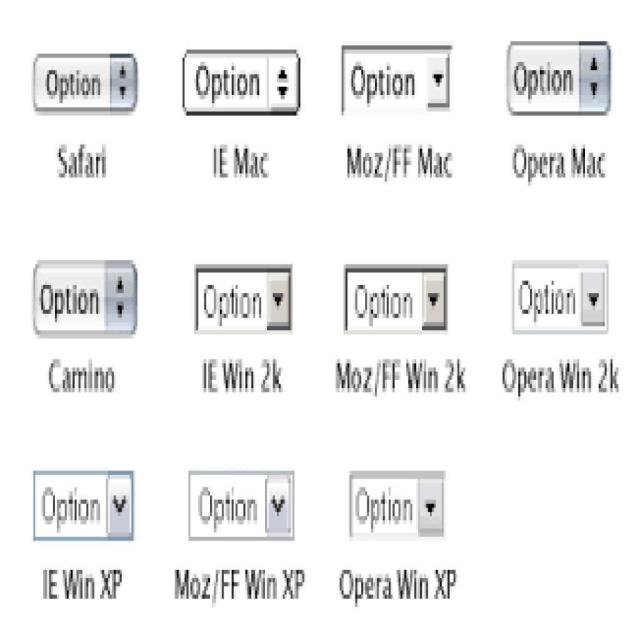 Option Option Option Option
Safari IE Mac Moz/FF Mac Opera Mac
Option Option Option Option
Camino IE Win 2k Moz/FF Win 2k Opera Win 2k
Option Option Option
IE Win XP Moz/FF Win XP Opera Win XP